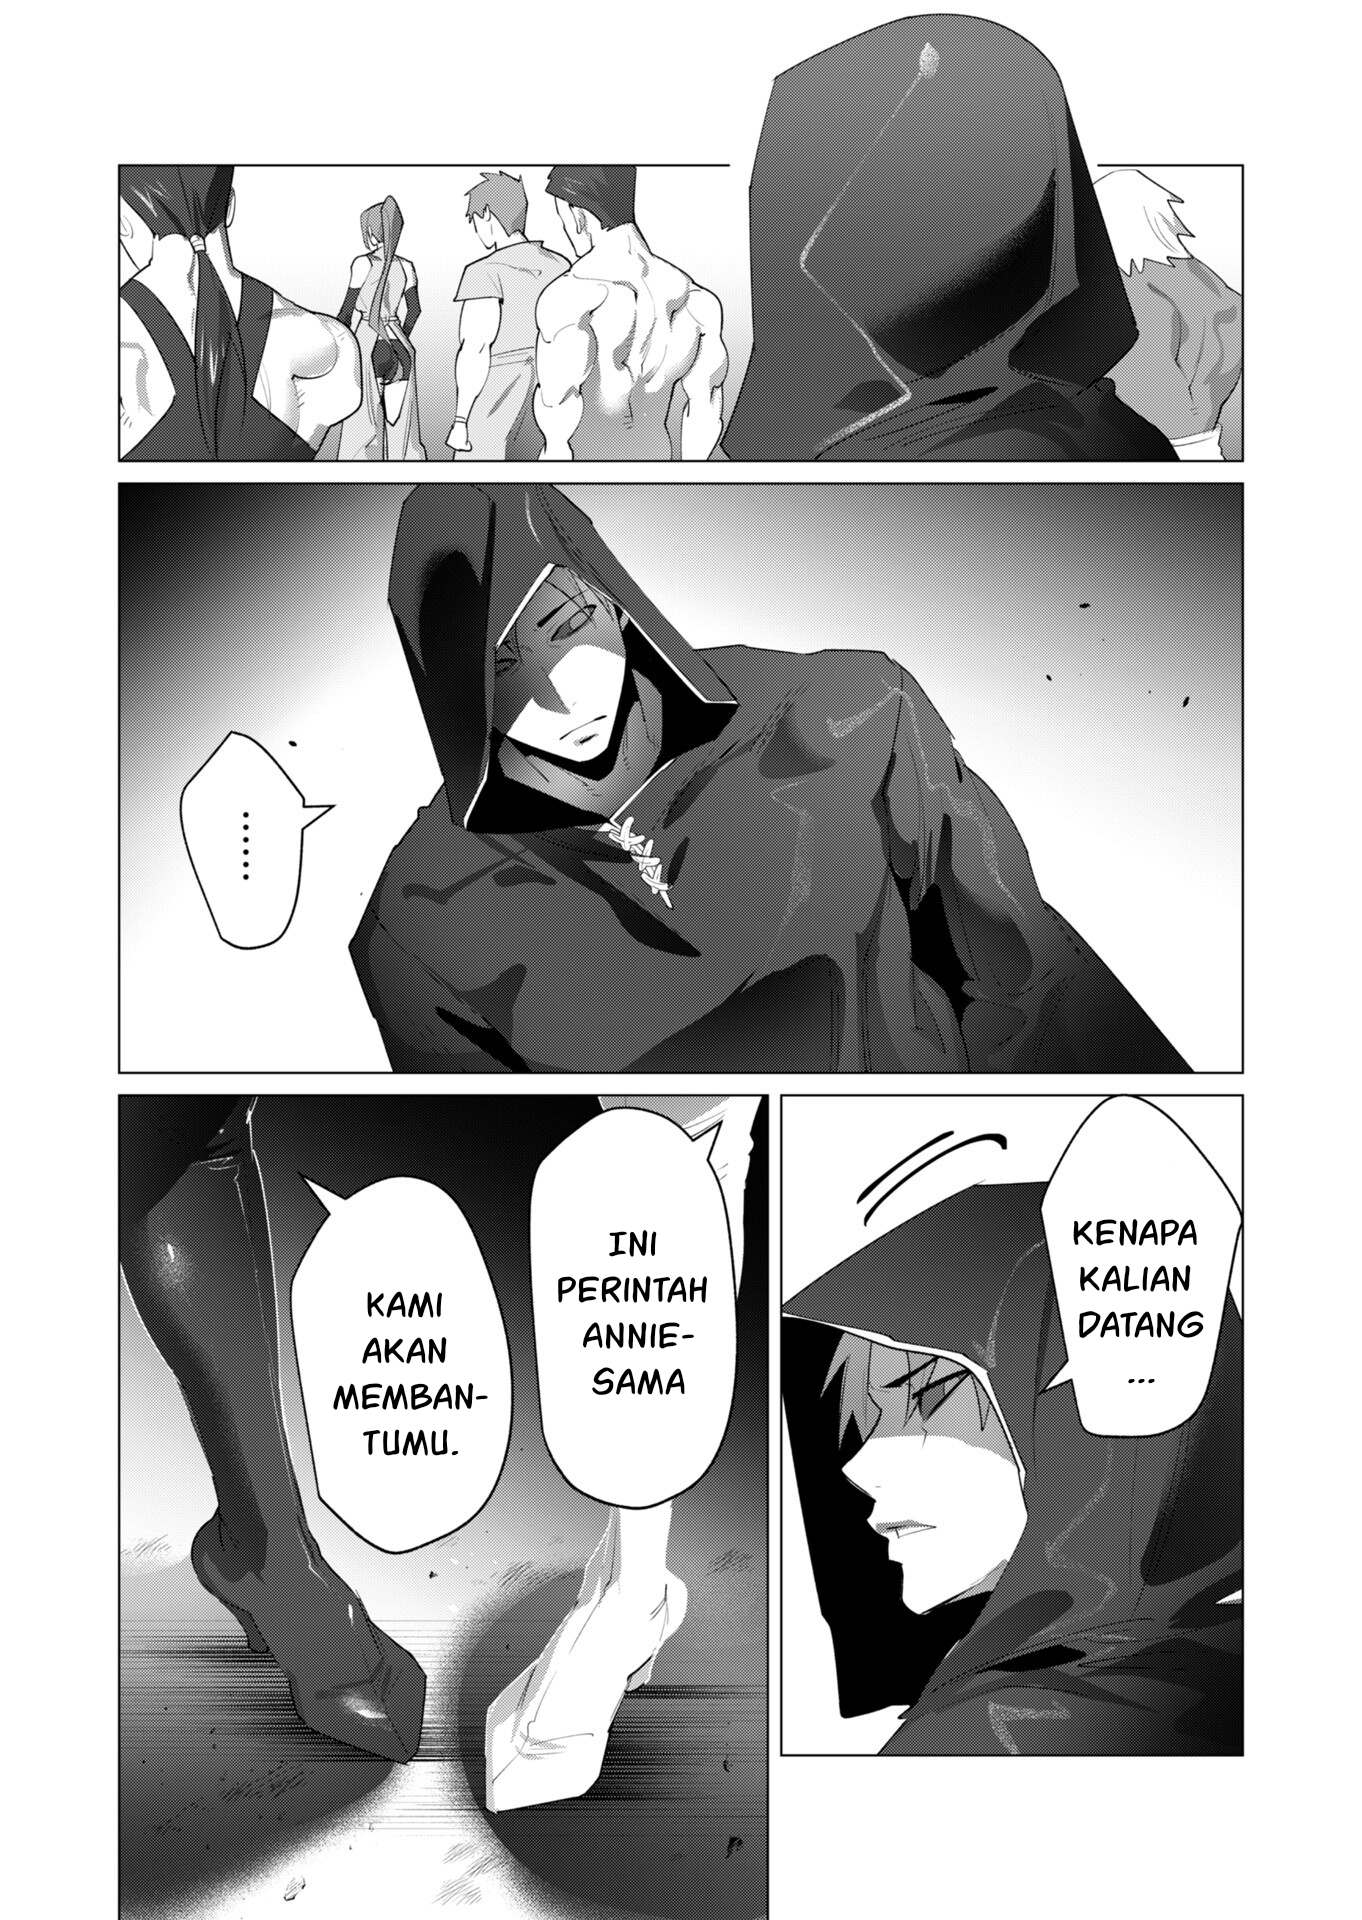 .......
KENAPA
KALIAN
DATANG
...
INI
PERINTAH
ANNIE-
SAMA
KAMI
AKAN
MEMBAN-
TUMU.